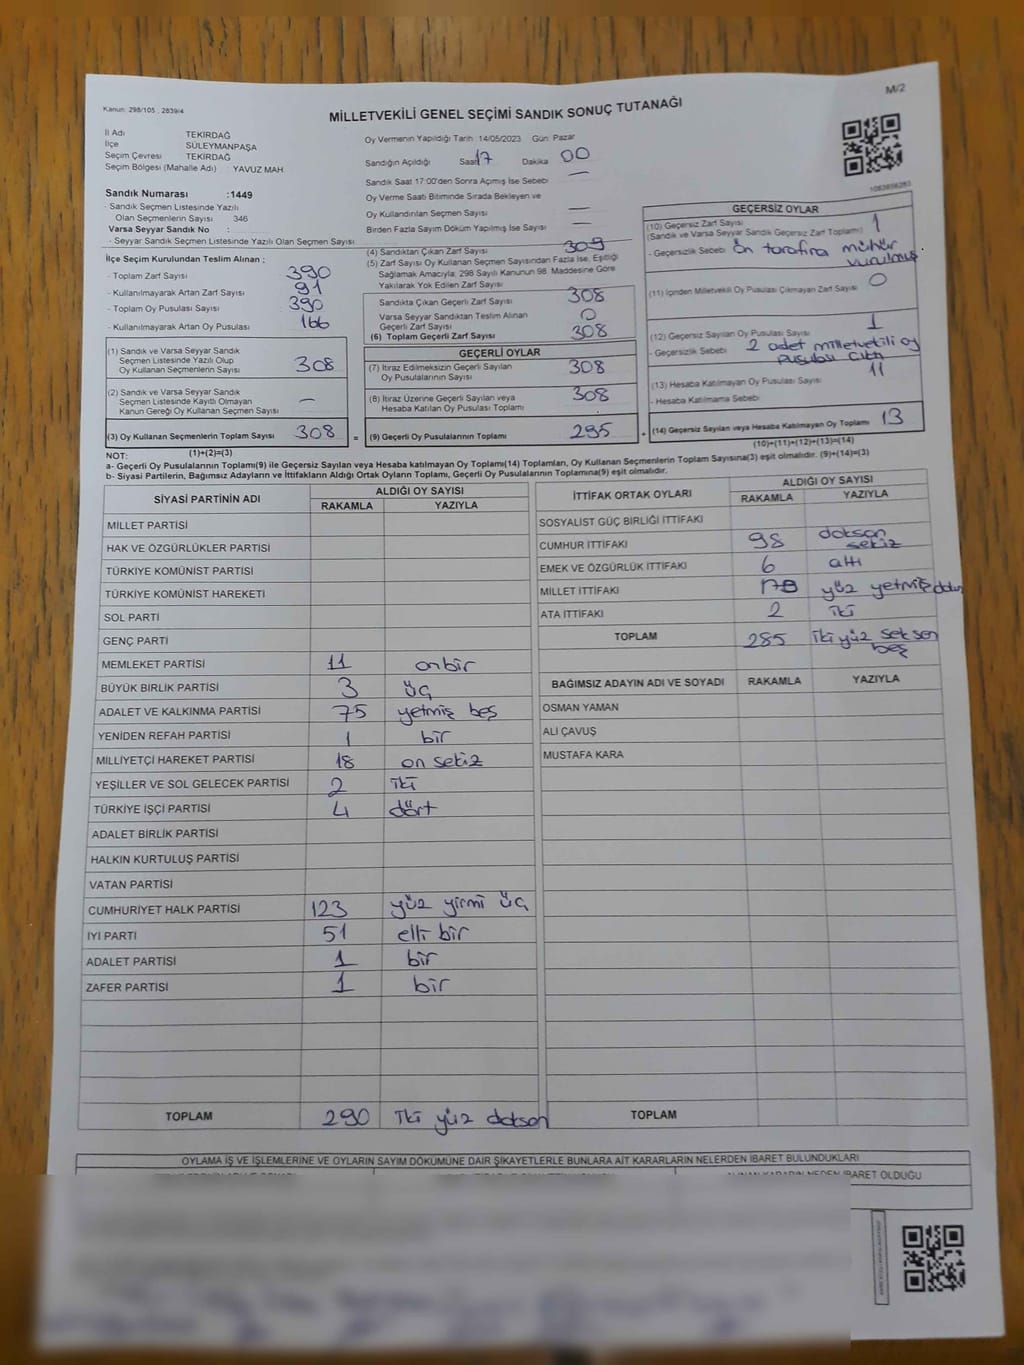 M/2
Kanun: 298/105 , 2839/4
MİLLETVEKİLİ GENEL SEÇİMİ SANDIK SONUÇ TUTANAĞI
İl Adı TEKİRDAĞ
İlçe SÜLEYMANPAŞA
Seçim Çevresi TEKİRDAĞ
Seçim Bölgesi (Mahalle Adı) YAVUZ MAH.
Sandık Numarası :1449
- Sandık Seçmen Listesinde Yazılı
Olan Seçmenlerin Sayısı 346
Varsa Seyyar Sandık No :
- Seyyar Sandık Seçmen Listesinde Yazılı Olan Seçmen Sayısı
İlçe Seçim Kurulundan Teslim Alınan ;
- Toplam Zarf Sayısı 390
- Kullanılmayarak Artan Zarf Sayısı 91
- Toplam Oy Pusulası Sayısı 390
- Kullanılmayarak Artan Oy Pusulası 166
(1) Sandık ve Varsa Seyyar Sandık
Seçmen Listesinde Yazılı Olup
Oy Kullanan Seçmenlerin Sayısı 308
(2) Sandık ve Varsa Seyyar Sandık
Seçmen Listesinde Kayıtlı Olmayan
Kanun Gereği Oy Kullanan Seçmen Sayısı —
(3) Oy Kullanan Seçmenlerin Toplam Sayısı 308 =
(1)+(2)=(3)
Oy Vermenin Yapıldığı Tarih: 14/05/2023 Gün: Pazar
Sandığın Açıldığı Saat 17 Dakika 00
Sandık Saat 17:00'den Sonra Açılmış İse Sebebi —
Oy Verme Saati Bitiminde Sırada Bekleyen ve
Oy Kullandırılan Seçmen Sayısı —
Birden Fazla Sayım Döküm Yapılmış İse Sayısı —
(4) Sandıktan Çıkan Zarf Sayısı 309
(5) Zarf Sayısı Oy Kullanan Seçmen Sayısından Fazla İse, Eşitliği
Sağlamak Amacıyla, 298 Sayılı Kanunun 98. Maddesine Göre
Yakılarak Yok Edilen Zarf Sayısı
Sandıkta Çıkan Geçerli Zarf Sayısı 308
Varsa Seyyar Sandıktan Teslim Alınan
Geçerli Zarf Sayısı 0
(6) Toplam Geçerli Zarf Sayısı 308
GEÇERLİ OYLAR
(7) İtiraz Edilmeksizin Geçerli Sayılan
Oy Pusulalarının Sayısı 308
(8) İtiraz Üzerine Geçerli Sayılan veya
Hesaba Katılan Oy Pusulası Toplamı 308
(9) Geçerli Oy Pusulalarının Toplamı 295 +
GEÇERSİZ OYLAR
(10) Geçersiz Zarf Sayısı
(Sandık ve Varsa Seyyar Sandık Geçersiz Zarf Toplamı) 1
- Geçersizlik Sebebi ön tarafına mühür
vurulmuş
(11) İçinden Milletvekili Oy Pusulası Çıkmayan Zarf Sayısı 0
(12) Geçersiz Sayılan Oy Pusulası Sayısı 1
- Geçersizlik Sebebi 2 adet milletvekili oy
pusulası çıktı
(13) Hesaba Katılmayan Oy Pusulası Sayısı 11
- Hesaba Katılmama Sebebi
(14) Geçersiz Sayılan veya Hesaba Katılmayan Oy Toplamı 13
(10)+(11)+(12)+(13)=(14)
NOT:
a- Geçerli Oy Pusulalarının Toplamı(9) ile Geçersiz Sayılan veya Hesaba katılmayan Oy Toplamı(14) Toplamları, Oy Kullanan Seçmenlerin Toplam Sayısına(3) eşit olmalıdır. (9)+(14)=(3)
b- Siyasi Partilerin, Bağımsız Adayların ve İttifakların Aldığı Ortak Oyların Toplamı, Geçerli Oy Pusulalarının Toplamına(9) eşit olmalıdır.
SİYASİ PARTİNİN ADI ALDIĞI OY SAYISI
RAKAMLA YAZIYLA
MİLLET PARTİSİ
HAK VE ÖZGÜRLÜKLER PARTİSİ
TÜRKİYE KOMÜNİST PARTİSİ
TÜRKİYE KOMÜNİST HAREKETİ
SOL PARTİ
GENÇ PARTİ
MEMLEKET PARTİSİ 11 onbir
BÜYÜK BİRLİK PARTİSİ 3 üç
ADALET VE KALKINMA PARTİSİ 75 yetmiş beş
YENİDEN REFAH PARTİSİ 1 bir
MİLLİYETÇİ HAREKET PARTİSİ 18 on sekiz
YEŞİLLER VE SOL GELECEK PARTİSİ 2 iki
TÜRKİYE İŞÇİ PARTİSİ 4 dört
ADALET BİRLİK PARTİSİ
HALKIN KURTULUŞ PARTİSİ
VATAN PARTİSİ
CUMHURİYET HALK PARTİSİ 123 yüz yirmi üç
İYİ PARTİ 51 elli bir
ADALET PARTİSİ 1 bir
ZAFER PARTİSİ 1 bir
TOPLAM 290 iki yüz doksan
İTTİFAK ORTAK OYLARI ALDIĞI OY SAYISI
RAKAMLA YAZIYLA
SOSYALİST GÜÇ BİRLİĞİ İTTİFAKI
CUMHUR İTTİFAKI 98 doksan
sekiz
EMEK VE ÖZGÜRLÜK İTTİFAKI 6 altı
MİLLET İTTİFAKI yüz yetmiş
ATA İTTİFAKI 2 iki
TOPLAM 285 iki yüz seksen
beş
BAĞIMSIZ ADAYIN ADI VE SOYADI RAKAMLA YAZIYLA
OSMAN YAMAN
ALİ ÇAVUŞ
MUSTAFA KARA
TOPLAM
OYLAMA İŞ VE İŞLEMLERİNE VE OYLARIN SAYIM DÖKÜMÜNE DAİR ŞİKAYETLERLE BUNLARA AİT KARARLARIN NELERDEN İBARET BULUNDUKLARI
ALINAN KARARIN NEDEN İBARET OLDUĞU